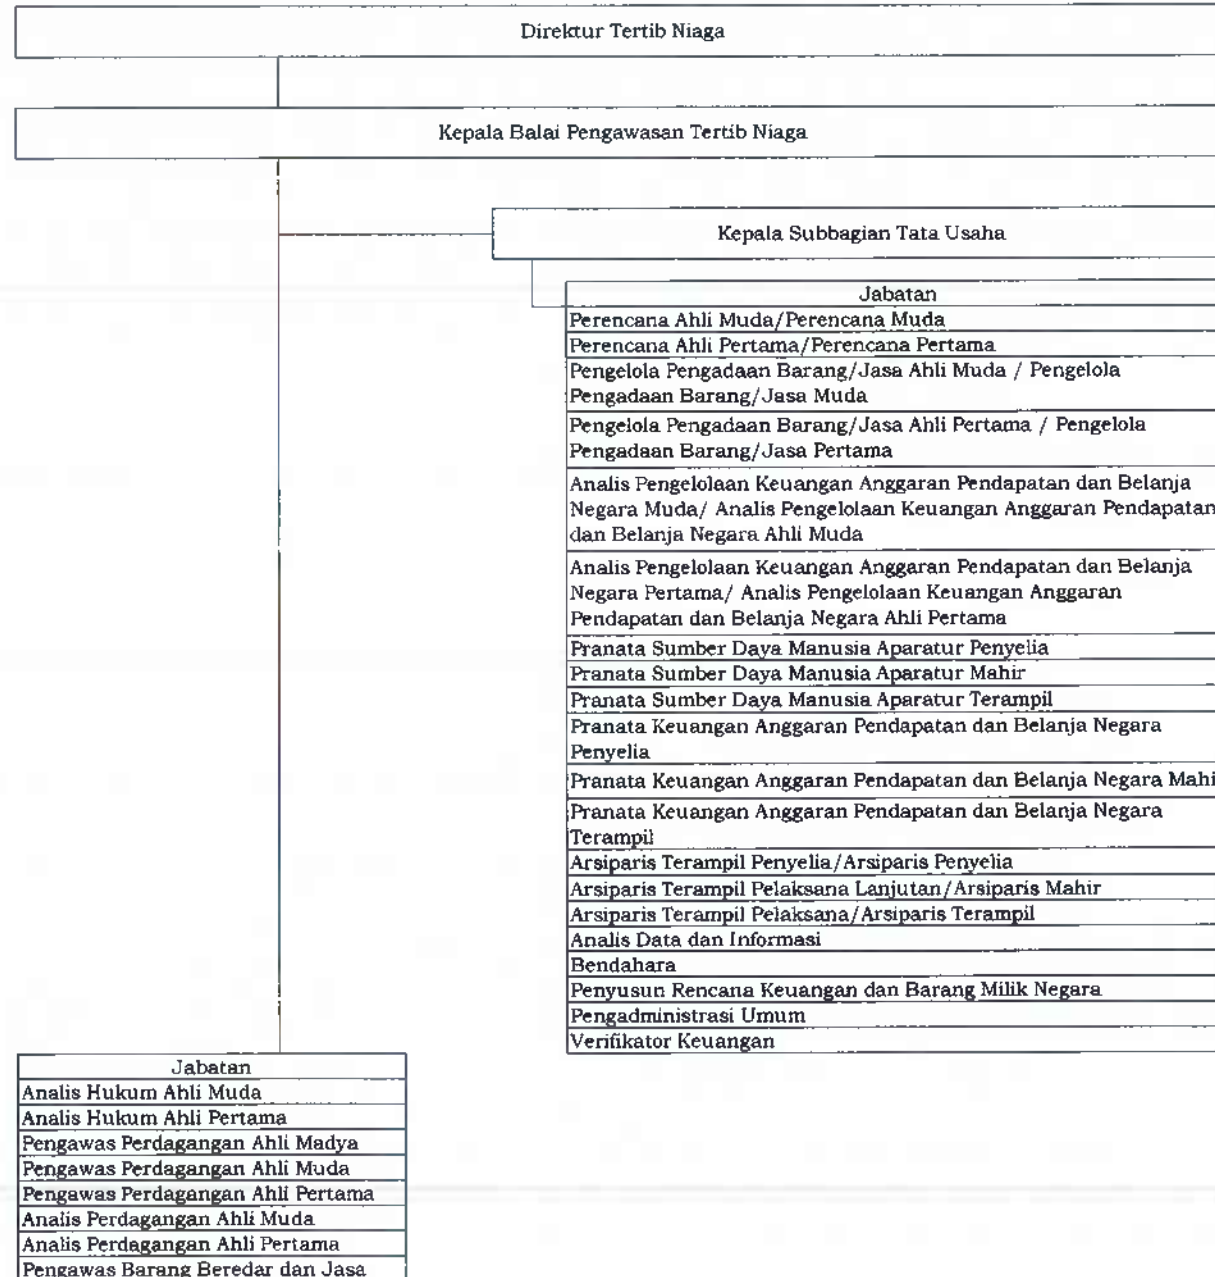 Direktur Tertib Niaga
Kepala Balai Pengawasan Tertib Niaga
Kepala Subbagian Tata Usaha
Jabatan
Perencana Ahli Muda/Perencana Muda
Perencana Ahli Pertama/Perencana Pertama
Pengelola Pengadaan Barang/Jasa Ahli Muda / Pengelola
Pengadaan Barang/Jasa Muda
Pengelola Pengadaan Barang/Jasa Ahli Pertama / Pengelola
Pengadaan Barang/Jasa Pertama
Analis Pengelolaan Keuangan Anggaran Pendapatan dan Belanja
Negara Muda/ Analis Pengelolaan Keuangan Anggaran Pendapatan
dan Belanja Negara Ahli Muda
Analis Pengelolaan Keuangan Anggaran Pendapatan dan Belanja
Negara Pertama/ Analis Pengelolaan Keuangan Anggaran
Pendapatan dan Belanja Negara Ahli Pertama
Pranata Sumber Daya Manusia Aparatur Penyelia
Pranata Sumber Daya Manusia Aparatur Mahir
Pranata Sumber Daya Manusia Aparatur Terampil
Pranata Keuangan Anggaran Pendapatan dan Belanja Negara
Penyelia
Pranata Keuangan Anggaran Pendapatan dan Belanja Negara Mahi
Pranata Keuangan Anggaran Pendapatan dan Belanja Negara
Terampil
Arsiparis Terampil Penyelia/Arsiparis Penyelia
Arsiparis Terampil Pelaksana Lanjutan/Arsiparis Mahir
Arsiparis Terampil Pelaksana/Arsiparis Terampil
Analis Data dan Informasi
Bendahara
Penyusun Rencana Keuangan dan Barang Milik Negara
Pengadministrasi Umum
Verifikator Keuangan
Jabatan
Analis Hukum Ahli Muda
Analis Hukum Ahli Pertama
Pengawas Perdagangan Ahli Madya
Pengawas Perdagangan Ahli Muda
Pengawas Perdagangan Ahli Pertama
Analis Perdagangan Ahli Muda
Analis Perdagangan Ahli Pertama
Pengawas Barang Beredar dan Jasa